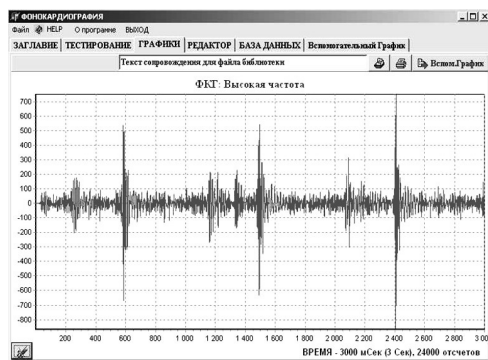 ФОНОКАРДИОГРАФИЯ
Файл HELP О программе ВЫХОД
ЗАГЛАВИЕ ТЕСТИРОВАНИЕ ГРАФИКИ РЕДАКТОР БАЗА ДАННЫХ Вспомогательный График
Текст сопровождения для файла библиотеки Вспом.График
ФКГ: Высокая частота
700
600
500
400
300
200
100
0
-100
-200
-300
-400
-500
-600
-700
-800
200 400 600 800 1 000 1 200 1 400 1 600 1 800 2 000 2 200 2 400 2 600 2 800 3 000
ВРЕМЯ - 3000 мСек (3 Сек), 24000 отсчетов